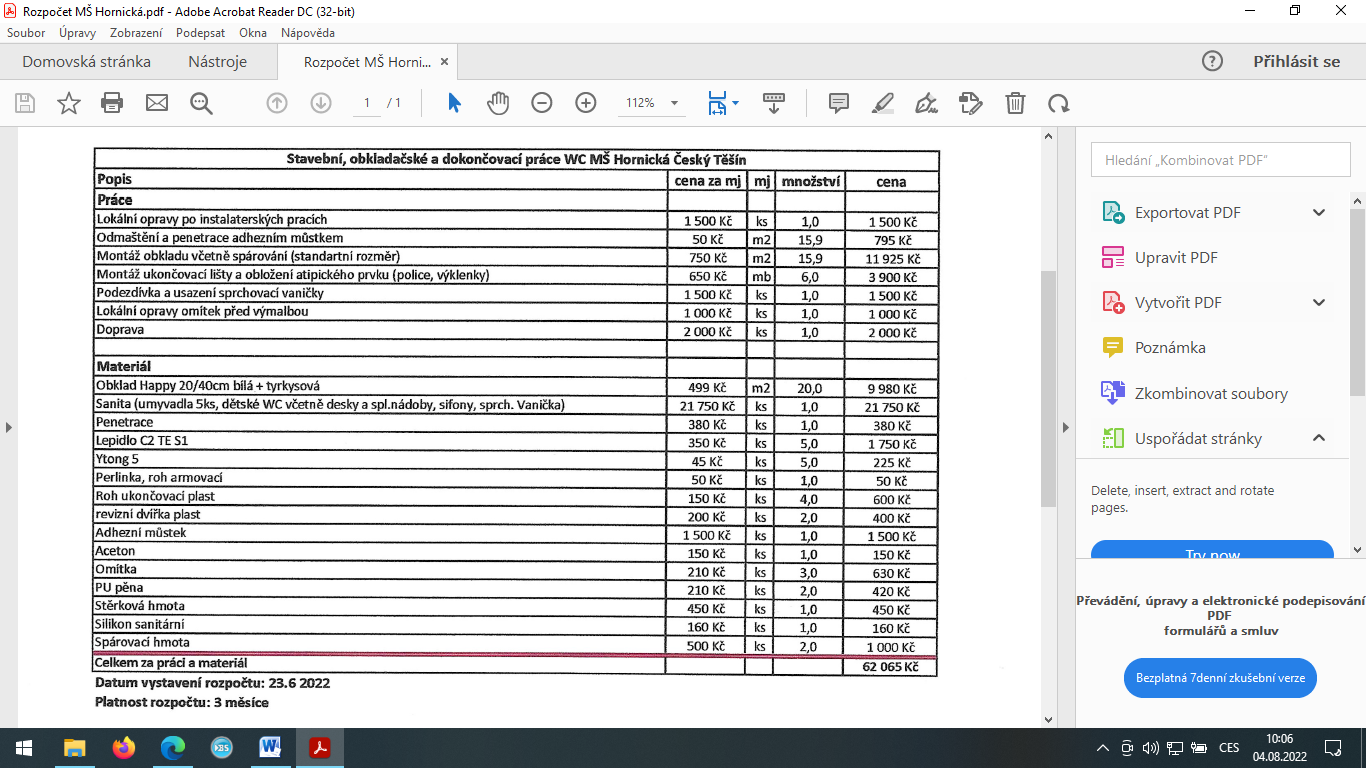 Rozpočet MŠ Hornická.pdf - Adobe Acrobat Reader DC (32-bit)
Soubor Úpravy Zobrazení Podepsat Okna Nápověda
Domovská stránka Nástroje Rozpočet MŠ Horni... × Přihlásit se
1 / 1 112%
Stavební, obkladačské a dokončovací práce WC MŠ Hornická Český Těšín
Popis cena za mj mj množství cena
Práce
Lokální opravy po instalaterských pracích 1 500 Kč ks 1,0 1 500 Kč
Odmaštění a penetrace adhezním můstkem 50 Kč m2 15,9 795 Kč
Montáž obkladu včetně spárování (standartní rozměr) 750 Kč m2 15,9 11 925 Kč
Montáž ukončovací lišty a obložení atipického prvku (police, výklenky) 650 Kč mb 6,0 3 900 Kč
Podezdívka a usazení sprchovací vaničky 1 500 Kč ks 1,0 1 500 Kč
Lokální opravy omítek před výmalbou 1 000 Kč ks 1,0 1 000 Kč
Doprava 2 000 Kč ks 1,0 2 000 Kč
Materiál
Obklad Happy 20/40cm bílá + tyrkysová 499 Kč m2 20,0 9 980 Kč
Sanita (umyvadla 5ks, dětské WC včetně desky a spl.nádoby, sifony, sprch. Vanička) 21 750 Kč ks 1,0 21 750 Kč
Penetrace 380 Kč ks 1,0 380 Kč
Lepidlo C2 TE S1 350 Kč ks 5,0 1 750 Kč
Ytong 5 45 Kč ks 5,0 225 Kč
Perlinka, roh armovací 50 Kč ks 1,0 50 Kč
Roh ukončovací plast 150 Kč ks 4,0 600 Kč
revizní dvířka plast 200 Kč ks 2,0 400 Kč
Adhezní můstek 1 500 Kč ks 1,0 1 500 Kč
Aceton 150 Kč ks 1,0 150 Kč
Omítka 210 Kč ks 3,0 630 Kč
PU pěna 210 Kč ks 2,0 420 Kč
Stěrková hmota 450 Kč ks 1,0 450 Kč
Silikon sanitární 160 Kč ks 1,0 160 Kč
Spárovací hmota 500 Kč ks 2,0 1 000 Kč
Celkem za práci a materiál 62 065 Kč
Datum vystavení rozpočtu: 23.6 2022
Platnost rozpočtu: 3 měsíce
Hledání „Kombinovat PDF“
Exportovat PDF
Upravit PDF
Vytvořit PDF
Poznámka
Zkombinovat soubory
Uspořádat stránky
Delete, insert, extract and rotate
pages.
Try now
Převádění, úpravy a elektronické podepisování
PDF
formulářů a smluv
Bezplatná 7denní zkušební verze
KBS W CES 10:06
04.08.2022